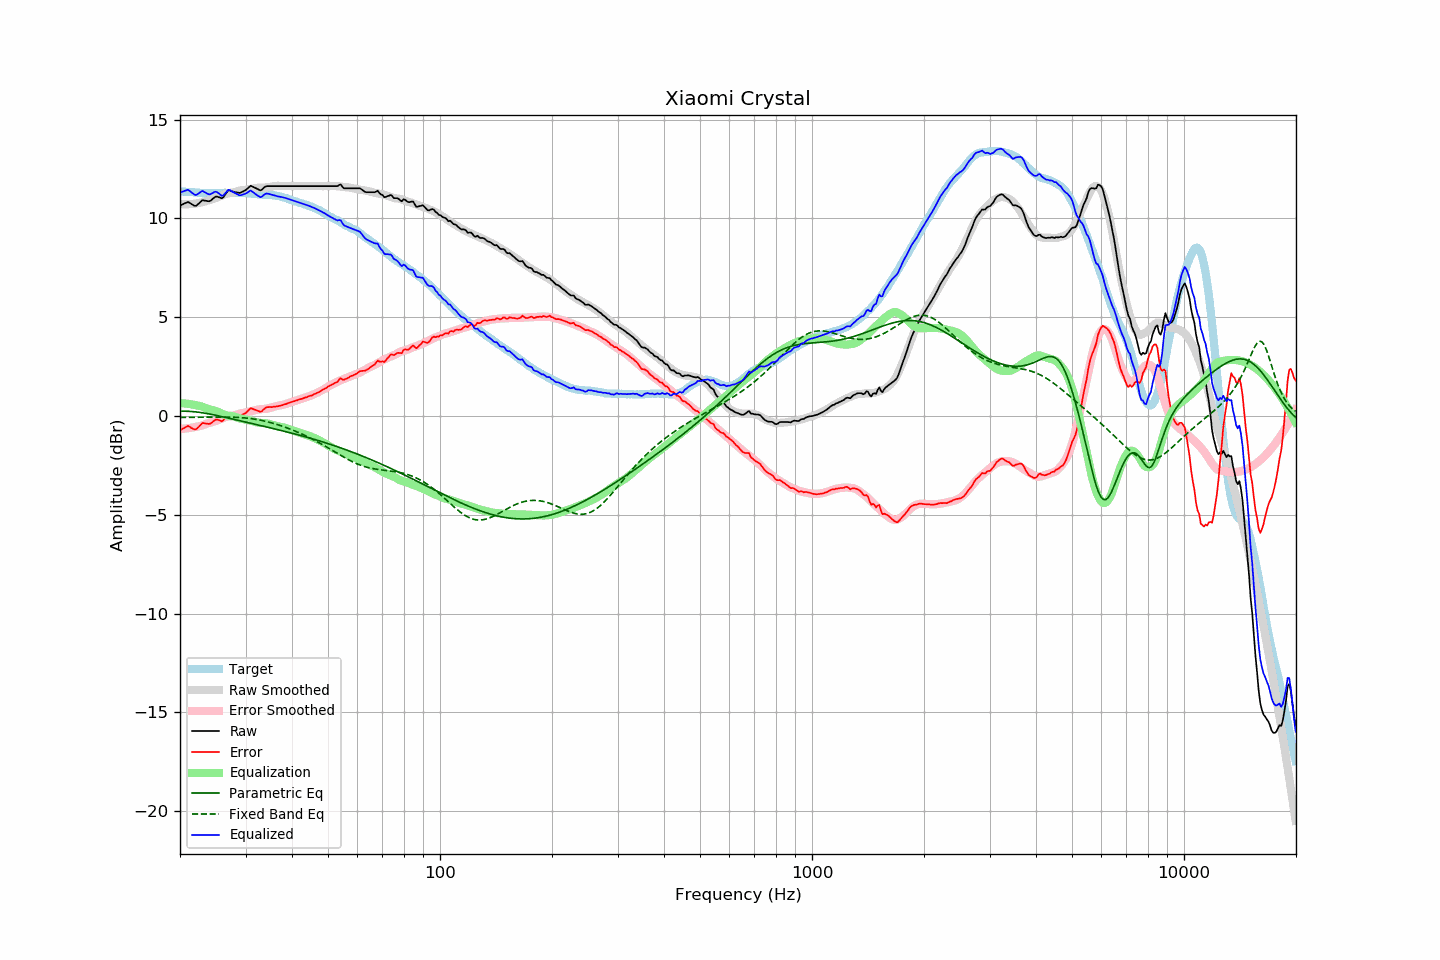 Xiaomi Crystal
15
10
5
0
−5
−10
−15
−20
Amplitude (dBr)
Target
Raw Smoothed
Error Smoothed
Raw
Error
Equalization
Parametric Eq
Fixed Band Eq
Equalized
100
1000
10000
Frequency (Hz)